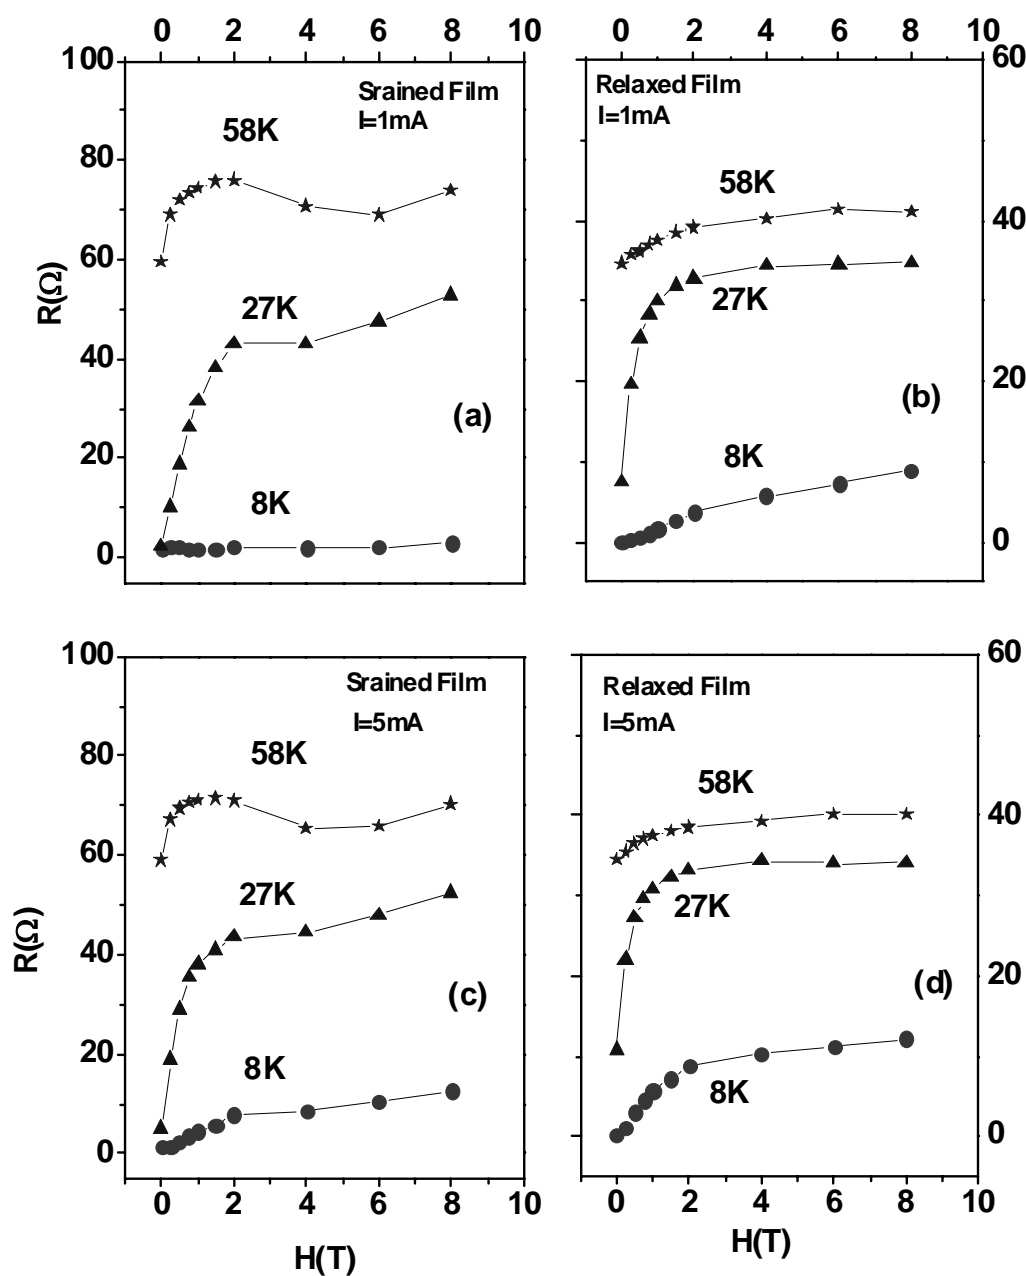 0 2 4 6 8 10
0 2 4 6 8 10
100
80
60
40
20
0
R(Ω)
Srained Film
I=1mA
58K
27K
(a)
8K
Relaxed Film
I=1mA
58K
27K
(b)
8K
60
40
20
0
100
80
60
40
20
0
R(Ω)
Srained Film
I=5mA
58K
27K
(c)
8K
0 2 4 6 8 10
H(T)
Relaxed Film
I=5mA
58K
27K
(d)
8K
60
40
20
0
0 2 4 6 8 10
H(T)